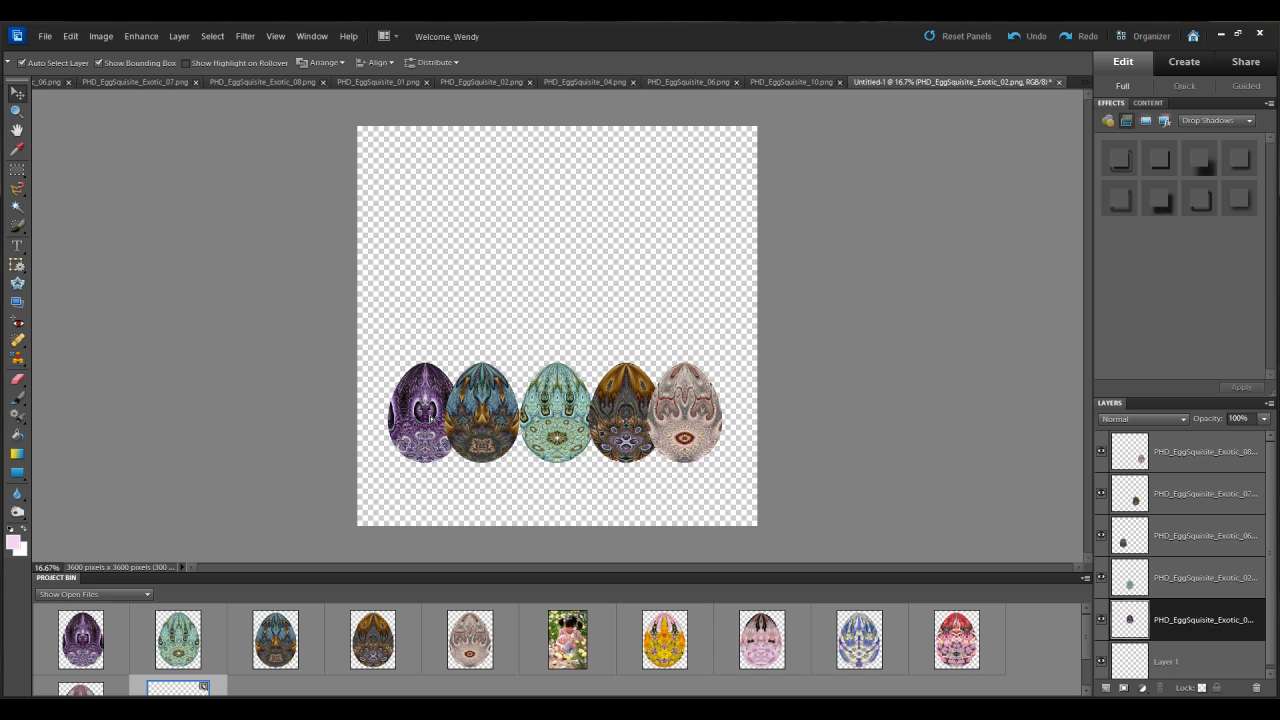 File Edit Image Enhance Layer Select Filter View Window Help Welcome, Wendy Reset Panels Undo Redo Organizer
Auto Select Layer Show Bounding Box Show Highlight on Rollover Arrange Align Distribute Edit Create Share
c_06.png PHD_EggSquisite_Exotic_07.png PHD_EggSquisite_Exotic_08.png PHD_EggSquisite_01.png PHD_EggSquisite_02.png PHD_EggSquisite_04.png PHD_EggSquisite_06.png PHD_EggSquisite_10.png Untitled-1 @ 16.7% (PHD_EggSquisite_Exotic_02.png, RGB/8) *
Full Quick Guided
EFFECTS CONTENT
Drop Shadows
Apply
LAYERS
Normal Opacity: 100%
PHD_EggSquisite_Exotic_08...
PHD_EggSquisite_Exotic_07...
PHD_EggSquisite_Exotic_06...
PHD_EggSquisite_Exotic_02...
PHD_EggSquisite_Exotic_0...
Layer 1
Lock:
16.67% 3600 pixels x 3600 pixels (300 ...
PROJECT BIN
Show Open Files